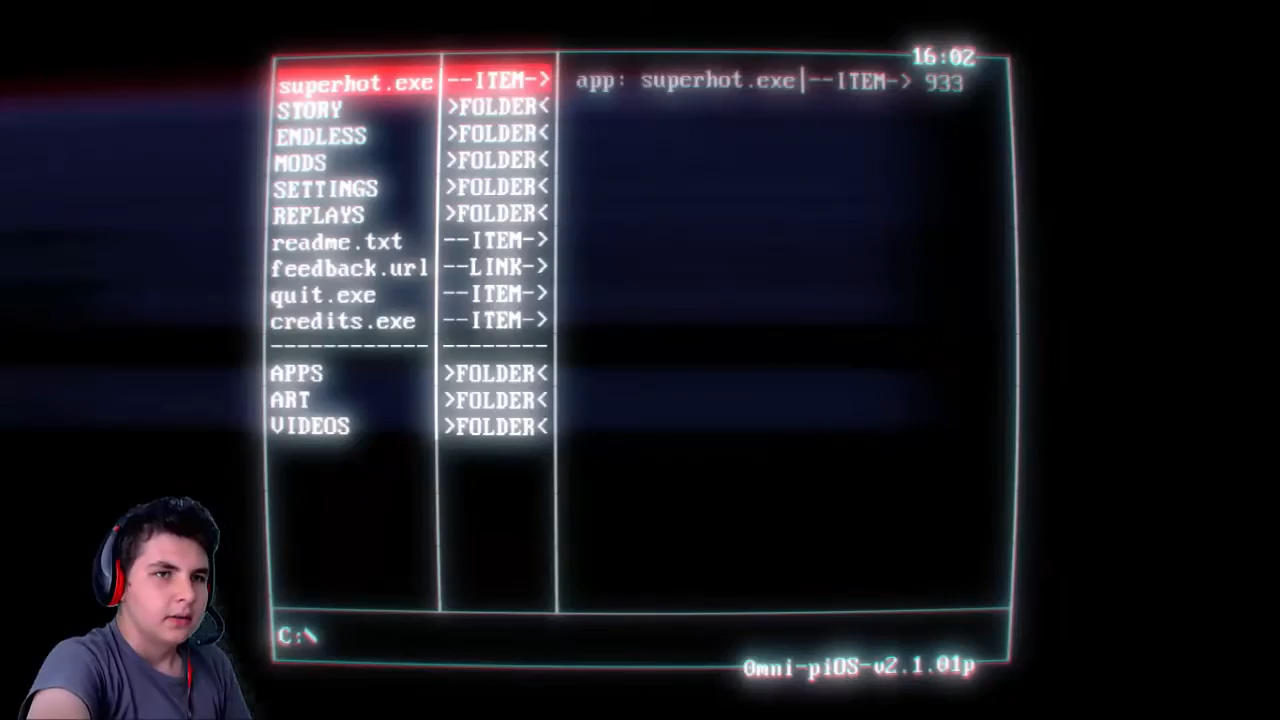 16:02
superhot.exe --ITEM-> app: superhot.exe|--ITEM-> 933
STORY >FOLDER<
ENDLESS >FOLDER<
MODS >FOLDER<
SETTINGS >FOLDER<
REPLAYS >FOLDER<
readme.txt --ITEM->
feedback.url --LINK->
quit.exe --ITEM->
credits.exe --ITEM->
------------ --------
APPS >FOLDER<
ART >FOLDER<
VIDEOS >FOLDER<
C:\
0mni-piOS-v2.1.01p